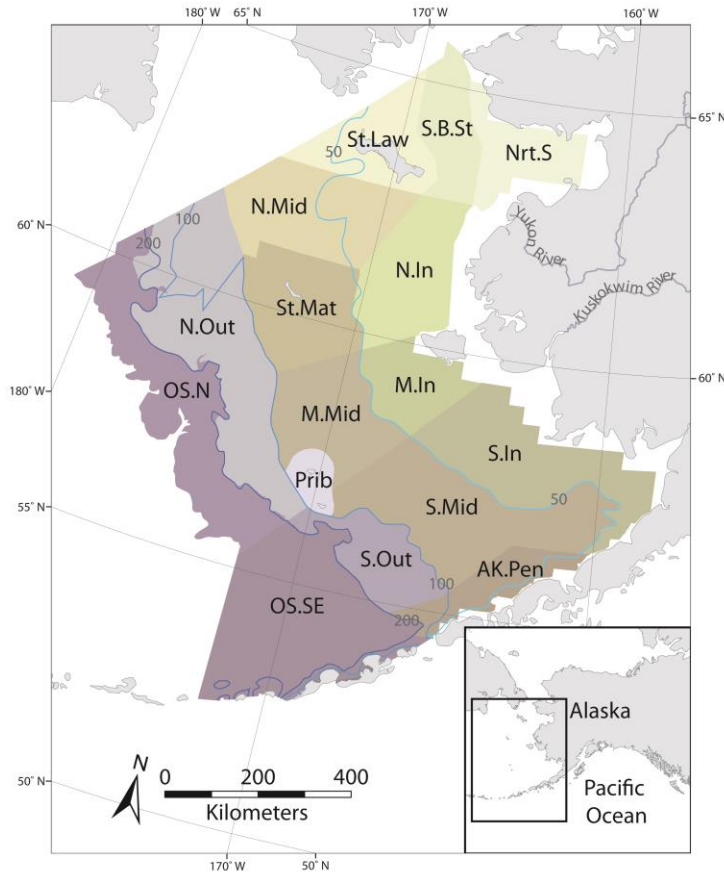 180° W
65° N
170° W
160° W
65° N
S.B.St
St.Law
50
Nrt.S
N.Mid
100
60° N
200
Yukon River
N.In
Kuskokwim River
St.Mat
N.Out
60° N
OS.N
M.In
180° W
M.Mid
S.In
Prib
50
55° N
S.Mid
S.Out
AK.Pen
100
OS.SE
200
Alaska
N
0 200 400
Kilometers
Pacific
Ocean
50° N
170° W
50° N